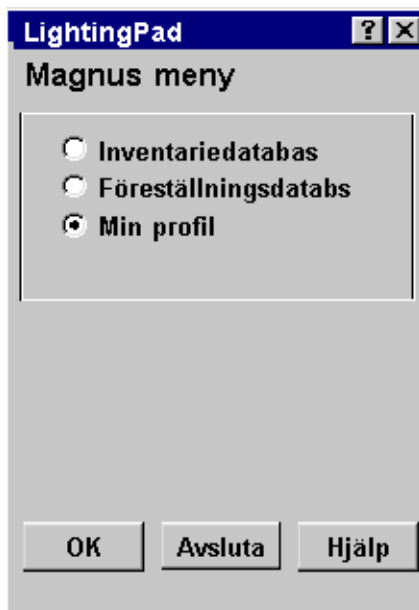 LightingPad
Magnus meny
Inventariedatabas
Föreställningsdatabs
Min profil
OK Avsluta Hjälp